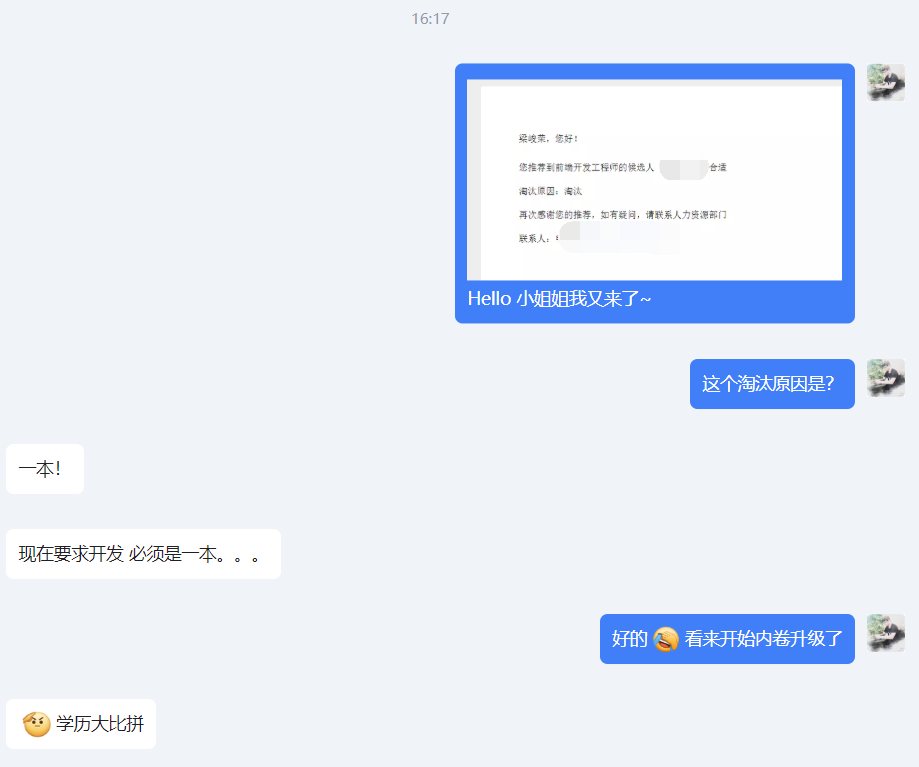 16:17
梁峻荣，您好！
您推荐到前端开发工程师的候选人 合适
淘汰原因：淘汰
再次感谢您的推荐，如有疑问，请联系人力资源部门
联系人：
Hello 小姐姐我又来了~
这个淘汰原因是?
一本！
现在要求开发 必须是一本。。。
好的 🤣 看来开始内卷升级了
学历大比拼